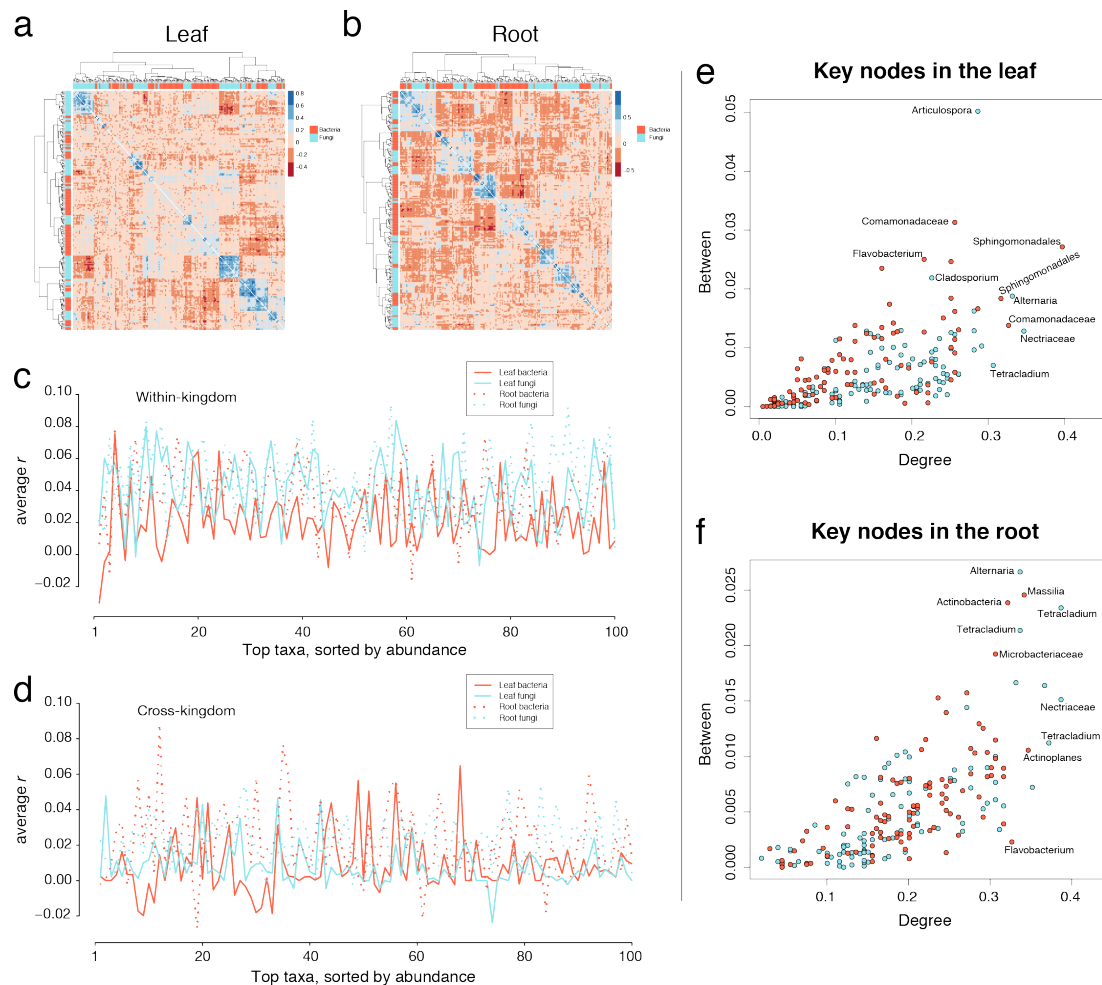 a
Leaf
0.8
0.6
0.4
0.2
0
−0.2
−0.4
Bacteria
Fungi
b
Root
0.5
0
−0.5
Bacteria
Fungi
c
Within-kingdom
Leaf bacteria
Leaf fungi
Root bacteria
Root fungi
average r
0.10
0.08
0.06
0.04
0.02
0.00
−0.02
1 20 40 60 80 100
Top taxa, sorted by abundance
d
Cross-kingdom
Leaf bacteria
Leaf fungi
Root bacteria
Root fungi
average r
0.10
0.08
0.06
0.04
0.02
0.00
−0.02
1 20 40 60 80 100
Top taxa, sorted by abundance
e
Key nodes in the leaf
Between
0.05
0.04
0.03
0.02
0.01
0.00
Articulospora
Comamonadaceae
Sphingomonadales
Flavobacterium
Sphingomonadales
Cladosporium
Alternaria
Comamonadaceae
Nectriaceae
Tetracladium
0.0 0.1 0.2 0.3 0.4
Degree
f
Key nodes in the root
Between
0.025
0.020
0.015
0.010
0.005
0.000
Alternaria
Massilia
Actinobacteria
Tetracladium
Tetracladium
Microbacteriaceae
Nectriaceae
Tetracladium
Actinoplanes
Flavobacterium
0.1 0.2 0.3 0.4
Degree